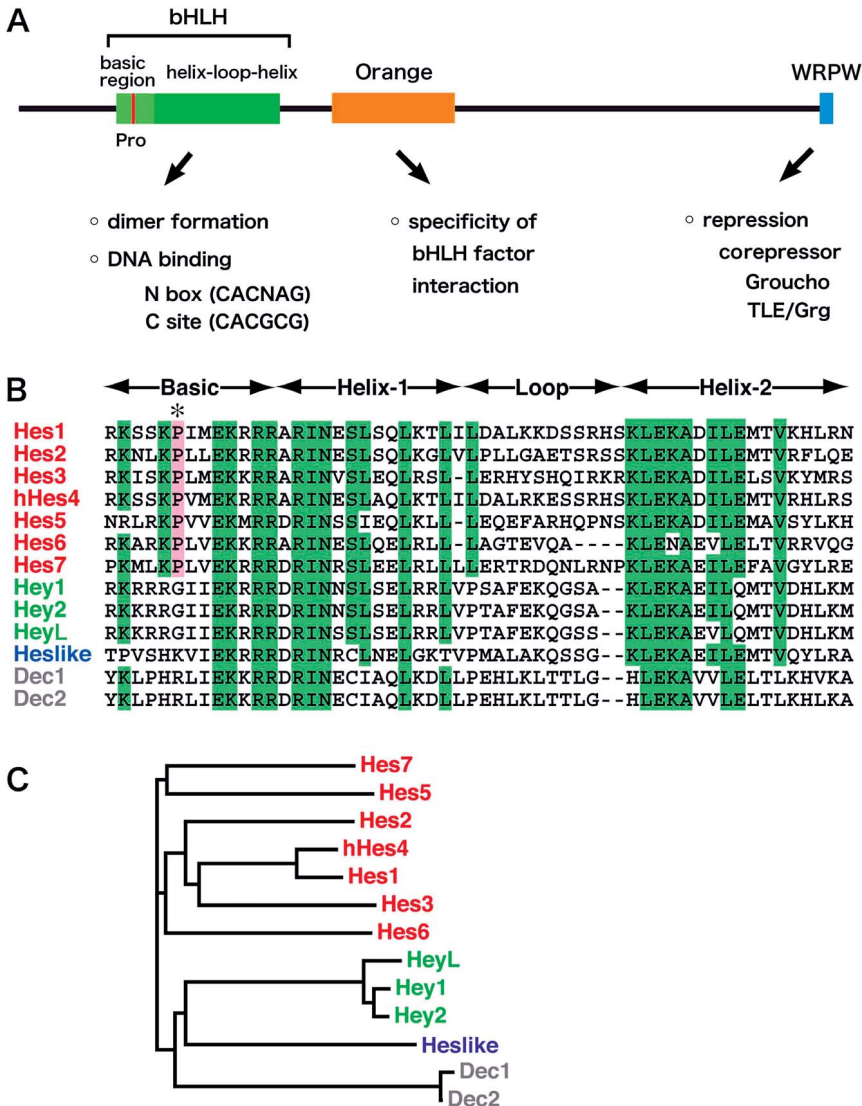 A
bHLH
basic region
helix-loop-helix
Orange
WRPW
Pro
○ dimer formation
○ DNA binding
N box (CACNAG)
C site (CACGCG)
○ specificity of
bHLH factor
interaction
○ repression
corepressor
Groucho
TLE/Grg
B
Basic Helix-1 Loop Helix-2
*
Hes1 RKSSKPIMEKRRRARINESLSQLKTLILDALKKDSSRHSKLEKADILEMTVKHLRN
Hes2 RKNLKPLLEKRRRARINESLSQLKGLVLPLLGAETSRSSKLEKADILEMTVRFLQE
Hes3 RKISKPLMEKKRRARINVSLEQLRSL-LERHYSHQIRKRKLEKADILELSVKYMRS
hHes4 RKSSKPVMEKRRRARINESLAQLKTLILDALRKESSRHSKLEKADILEMTVRHLRS
Hes5 NRLRKPVVEKMRRDRINSSIEQLKLL-LEQEFARHQPNSKLEKADILEMAVSYLKH
Hes6 RKARKPLVEKKRRARINESLQELRLLLLAGTEVQA----KLENAEVLELTVRRVQG
Hes7 PKMLKPLVEKRRRDRINRSLEELRLLLLERTRDQNLRNPKLEKAEILEFAVGYLRE
Hey1 RKRRRGIIEKRRRDRINNSLSELRRLVPSAFEKQGSA--KLEKAEILQMTVDHLKM
Hey2 RKKRRGIIEKRRRDRINNSLSELRRLVPTAFEKQGSA--KLEKAEILQMTVDHLKM
HeyL RKKRRGIIEKRRRDRINSSLSELRRLVPTAFEKQGSS--KLEKAEVLQMTVDHLKM
Heslike TPVSHKVIEKRRRDRINRCLNELGKTVPMALAKQSSG--KLEKAEILEMTVQYLRA
Dec1 YKLPHRLIEKKRRDRINECIAQLKDLLPEHLKLTTLG--HLEKAVVLELTLKHVKA
Dec2 YKLPHRLIEKKRRDRINECIAQLKDLLPEHLKLTTLG--HLEKAVVLELTLKHLKA
C
Hes7
Hes5
Hes2
hHes4
Hes1
Hes3
Hes6
HeyL
Hey1
Hey2
Heslike
Dec1
Dec2